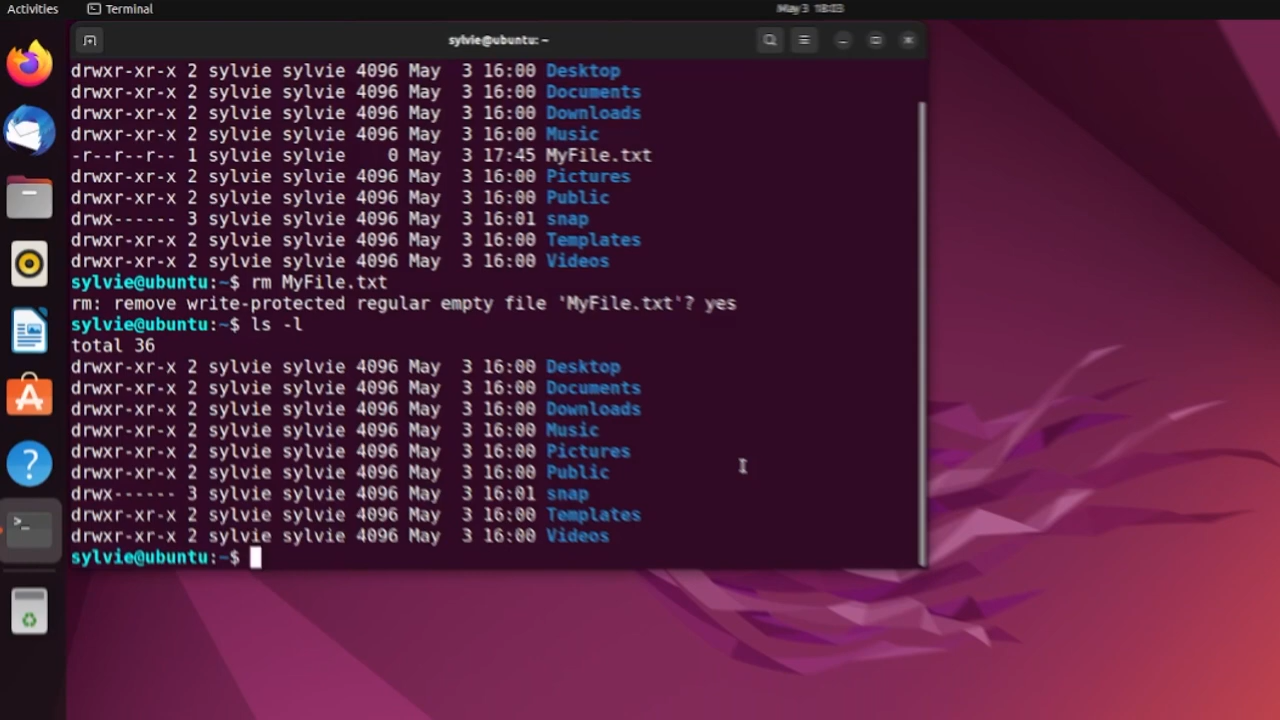 Activities Terminal May 3 18:03
sylvie@ubuntu: ~
drwxr-xr-x 2 sylvie sylvie 4096 May  3 16:00 Desktop
drwxr-xr-x 2 sylvie sylvie 4096 May  3 16:00 Documents
drwxr-xr-x 2 sylvie sylvie 4096 May  3 16:00 Downloads
drwxr-xr-x 2 sylvie sylvie 4096 May  3 16:00 Music
-r--r--r-- 1 sylvie sylvie    0 May  3 17:45 MyFile.txt
drwxr-xr-x 2 sylvie sylvie 4096 May  3 16:00 Pictures
drwxr-xr-x 2 sylvie sylvie 4096 May  3 16:00 Public
drwx------ 3 sylvie sylvie 4096 May  3 16:01 snap
drwxr-xr-x 2 sylvie sylvie 4096 May  3 16:00 Templates
drwxr-xr-x 2 sylvie sylvie 4096 May  3 16:00 Videos
sylvie@ubuntu:~$ rm MyFile.txt
rm: remove write-protected regular empty file 'MyFile.txt'? yes
sylvie@ubuntu:~$ ls -l
total 36
drwxr-xr-x 2 sylvie sylvie 4096 May  3 16:00 Desktop
drwxr-xr-x 2 sylvie sylvie 4096 May  3 16:00 Documents
drwxr-xr-x 2 sylvie sylvie 4096 May  3 16:00 Downloads
drwxr-xr-x 2 sylvie sylvie 4096 May  3 16:00 Music
drwxr-xr-x 2 sylvie sylvie 4096 May  3 16:00 Pictures
drwxr-xr-x 2 sylvie sylvie 4096 May  3 16:00 Public
drwx------ 3 sylvie sylvie 4096 May  3 16:01 snap
drwxr-xr-x 2 sylvie sylvie 4096 May  3 16:00 Templates
drwxr-xr-x 2 sylvie sylvie 4096 May  3 16:00 Videos
sylvie@ubuntu:~$